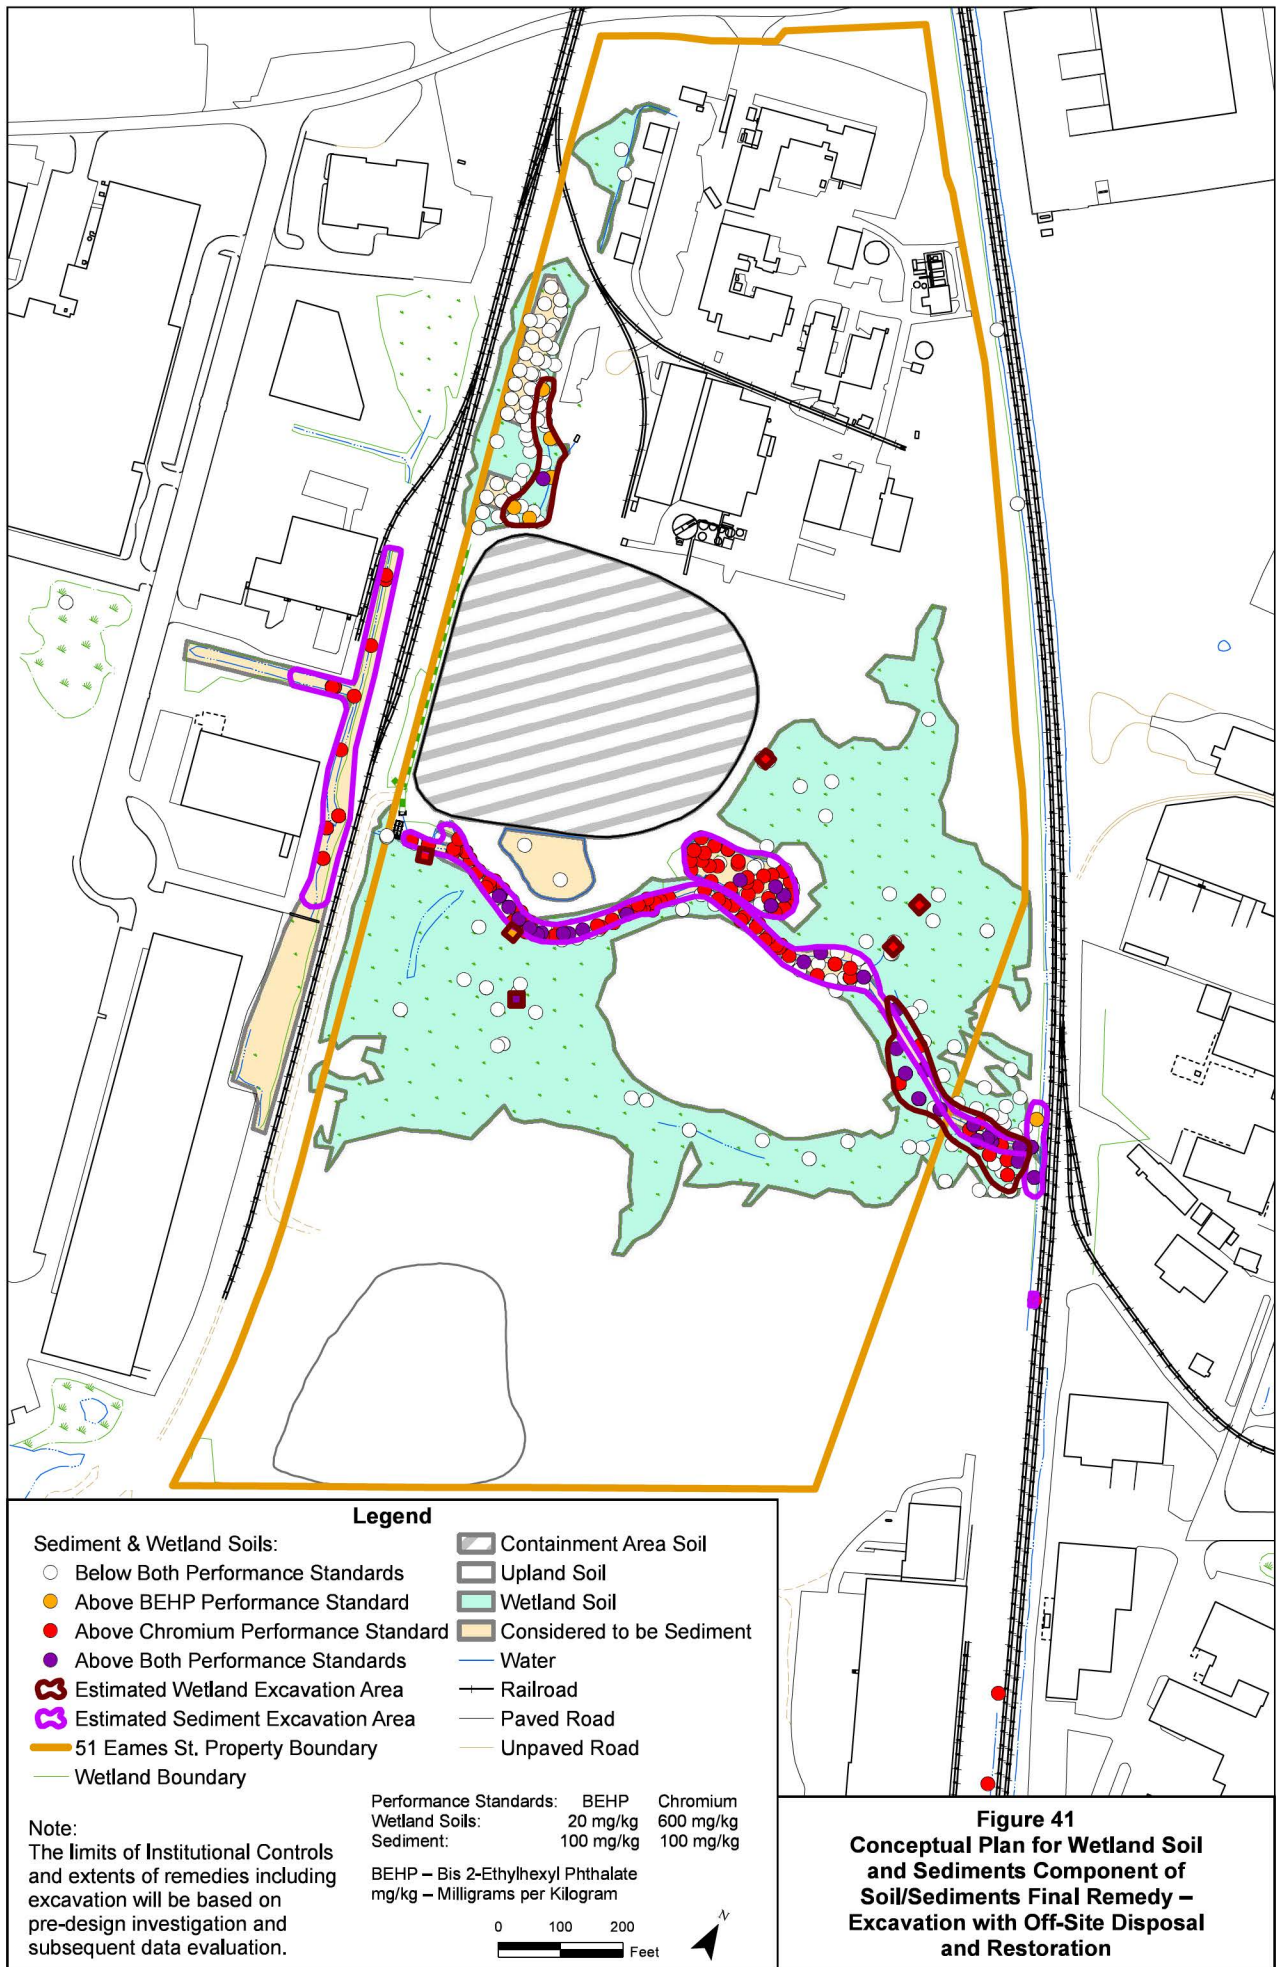 Legend
Sediment & Wetland Soils:
Below Both Performance Standards
Above BEHP Performance Standard
Above Chromium Performance Standard
Above Both Performance Standards
Estimated Wetland Excavation Area
Estimated Sediment Excavation Area
51 Eames St. Property Boundary
Wetland Boundary
Containment Area Soil
Upland Soil
Wetland Soil
Considered to be Sediment
Water
Railroad
Paved Road
Unpaved Road
Note:
The limits of Institutional Controls
and extents of remedies including
excavation will be based on
pre-design investigation and
subsequent data evaluation.
Performance Standards: BEHP Chromium
Wetland Soils: 20 mg/kg 600 mg/kg
Sediment: 100 mg/kg 100 mg/kg
BEHP – Bis 2-Ethylhexyl Phthalate
mg/kg – Milligrams per Kilogram
0 100 200
Feet
N
Figure 41
Conceptual Plan for Wetland Soil
and Sediments Component of
Soil/Sediments Final Remedy –
Excavation with Off-Site Disposal
and Restoration